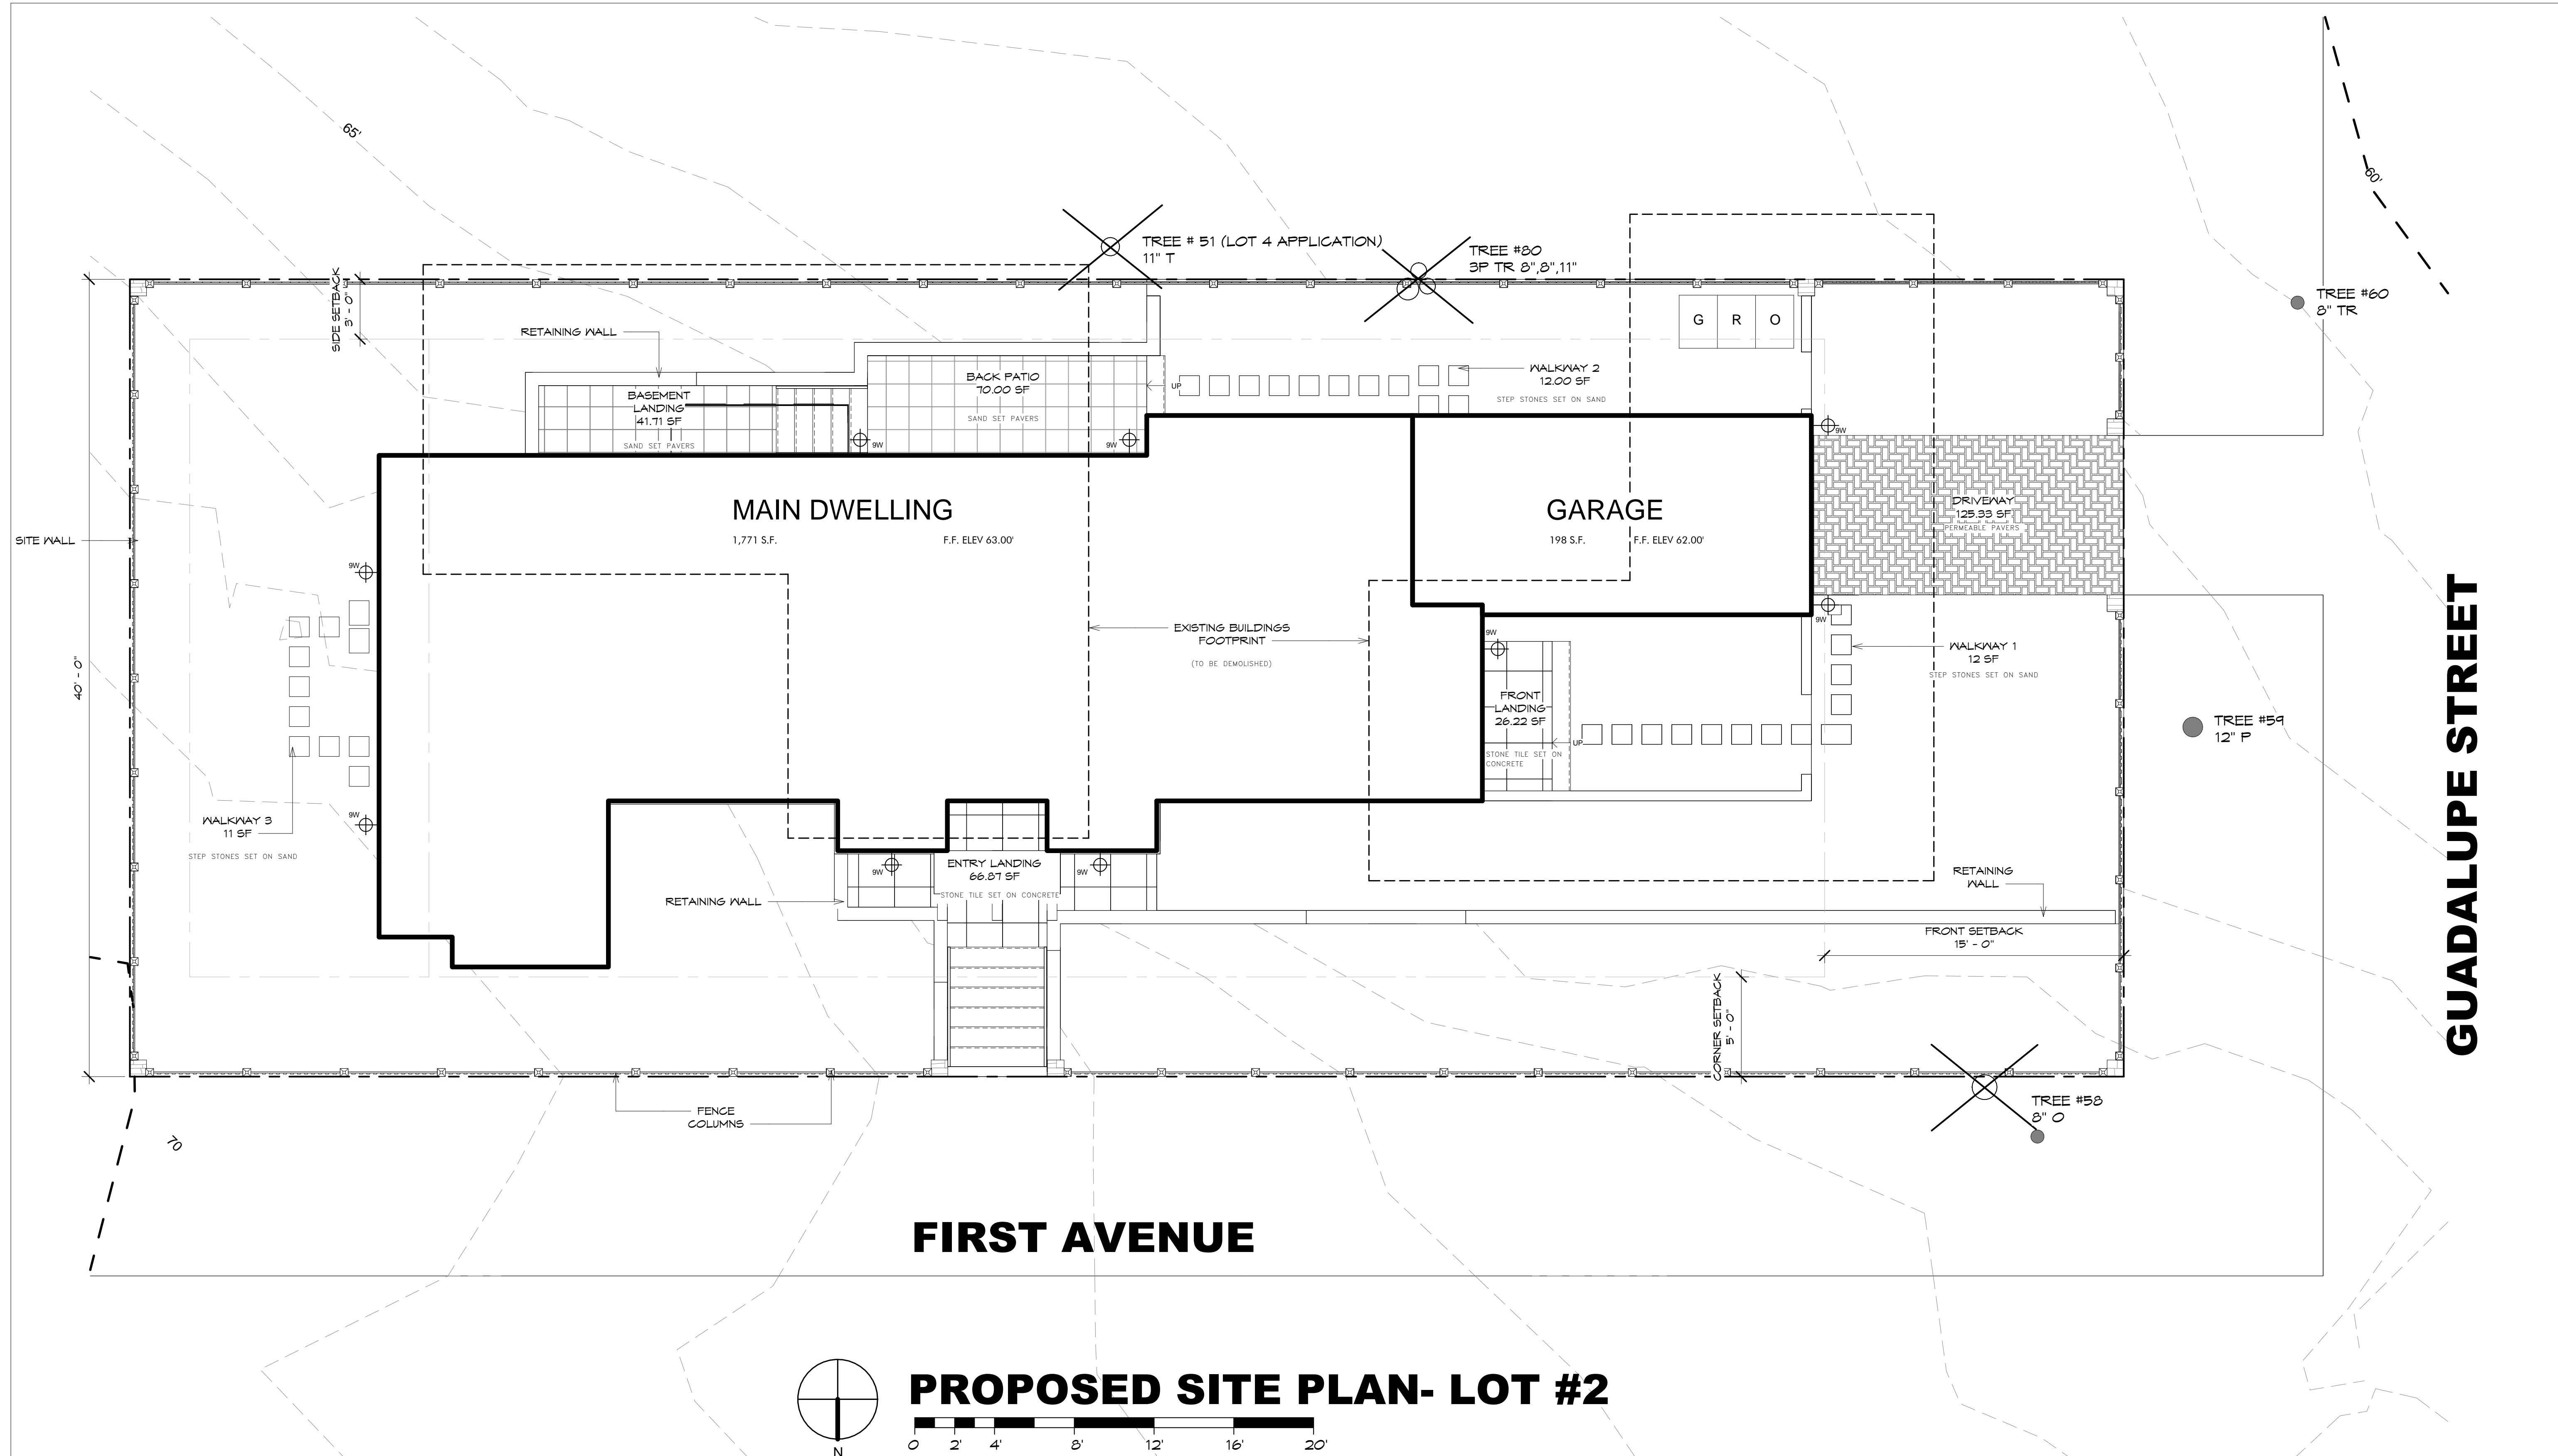 65'
60'
TREE # 51 (LOT 4 APPLICATION)
11" T
TREE #80
3P TR 8",8",11"
TREE #60
8" TR
SIDE SETBACK
3' - 0"
RETAINING WALL
G R O
BACK PATIO
70.00 SF
SAND SET PAVERS
UP
WALKWAY 2
12.00 SF
STEP STONES SET ON SAND
BASEMENT
LANDING
41.71 SF
SAND SET PAVERS
9W
9W
9W
MAIN DWELLING
1,771 S.F.
F.F. ELEV 63.00'
GARAGE
198 S.F.
F.F. ELEV 62.00'
DRIVEWAY
125.33 SF
PERMEABLE PAVERS
SITE WALL
9W
9W
9W
EXISTING BUILDINGS
FOOTPRINT
(TO BE DEMOLISHED)
WALKWAY 1
12 SF
STEP STONES SET ON SAND
40' - 0"
FRONT
LANDING
26.22 SF
UP
STONE TILE SET ON
CONCRETE
TREE #59
12" P
GUADALUPE STREET
9W
WALKWAY 3
11 SF
STEP STONES SET ON SAND
9W
9W
ENTRY LANDING
66.87 SF
STONE TILE SET ON CONCRETE
RETAINING WALL
RETAINING
WALL
FRONT SETBACK
15' - 0"
CORNER SETBACK
5' - 0"
FENCE
COLUMNS
70
TREE #58
8" O
FIRST AVENUE
PROPOSED SITE PLAN- LOT #2
0 2' 4' 8' 12' 16' 20'
N